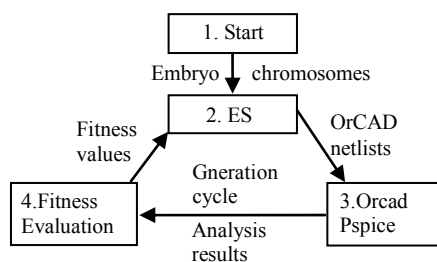 1. Start
Embryo chromosomes
2. ES
Fitness
values
OrCAD
netlists
Gneration
cycle
4.Fitness
Evaluation
3.Orcad
Pspice
Analysis
results